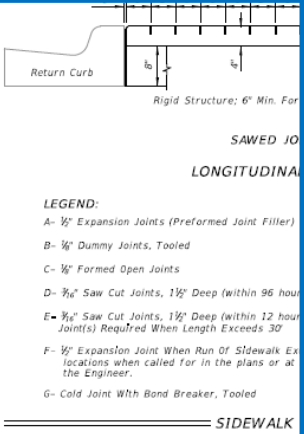 8"
4"
Return Curb
Rigid Structure; 6" Min. For
SAWED JO
LONGITUDINA
LEGEND:
A- ½" Expansion Joints (Preformed Joint Filler)
B- ⅛" Dummy Joints, Tooled
C- ⅛" Formed Open Joints
D- 3/16" Saw Cut Joints, 1½" Deep (within 96 hour
E- 3/16" Saw Cut Joints, 1½" Deep (within 12 hour
Joint(s) Required When Length Exceeds 30'
F- ½" Expansion Joint When Run Of Sidewalk Ex
locations when called for in the plans or at
the Engineer.
G- Cold Joint With Bond Breaker, Tooled
SIDEWALK